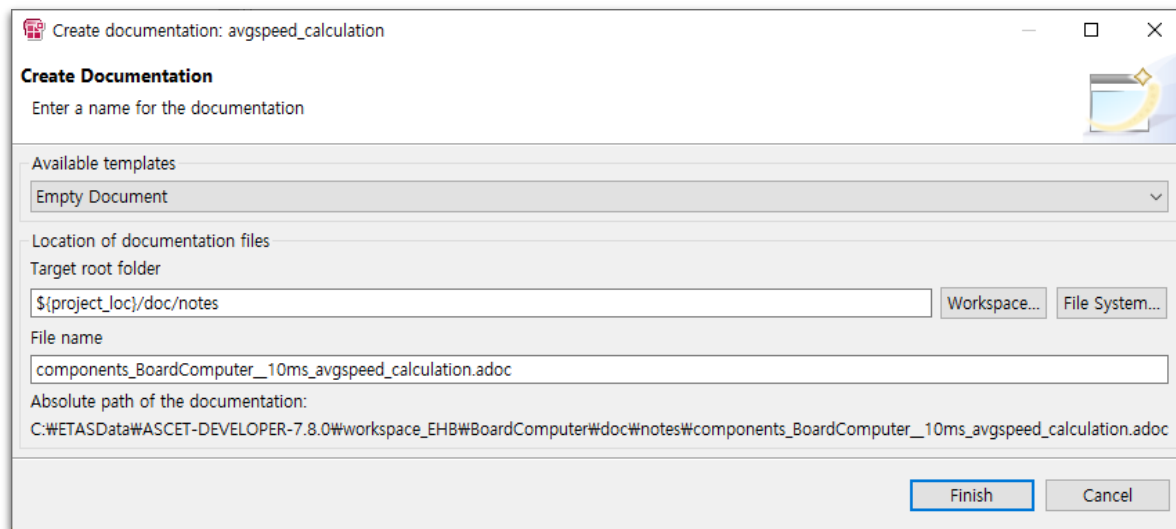 Create documentation: avgspeed_calculation
Create Documentation
Enter a name for the documentation
Available templates
Empty Document
Location of documentation files
Target root folder
${project_loc}/doc/notes
Workspace...
File System...
File name
components_BoardComputer__10ms_avgspeed_calculation.adoc
Absolute path of the documentation:
C:₩ETASData₩ASCET-DEVELOPER-7.8.0₩workspace_EHB₩BoardComputer₩doc₩notes₩components_BoardComputer__10ms_avgspeed_calculation.adoc
Finish
Cancel